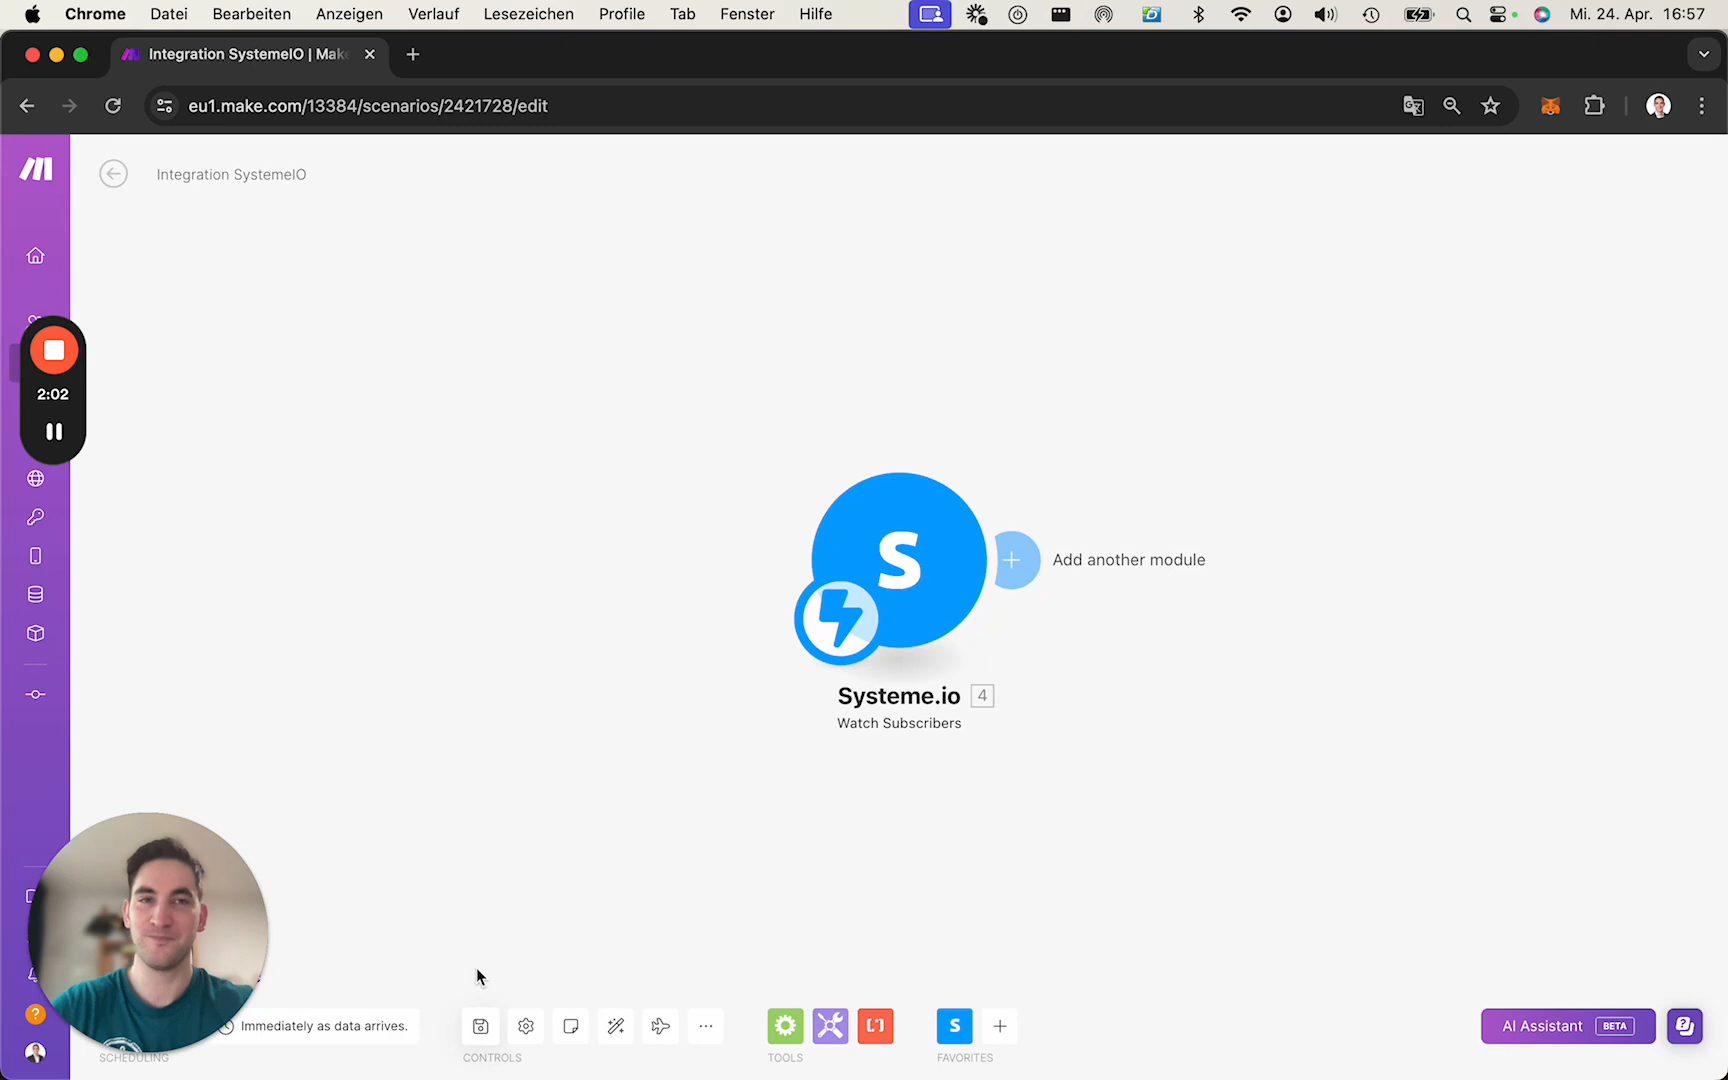 Chrome Datei Bearbeiten Anzeigen Verlauf Lesezeichen Profile Tab Fenster Hilfe Mi. 24. Apr. 16:57
Integration SystemeIO | Make
eu1.make.com/13384/scenarios/2421728/edit
Integration SystemeIO
2:02
S
Add another module
Systeme.io 4
Watch Subscribers
Immediately as data arrives.
S
AI Assistant BETA
SCHEDULING CONTROLS TOOLS FAVORITES